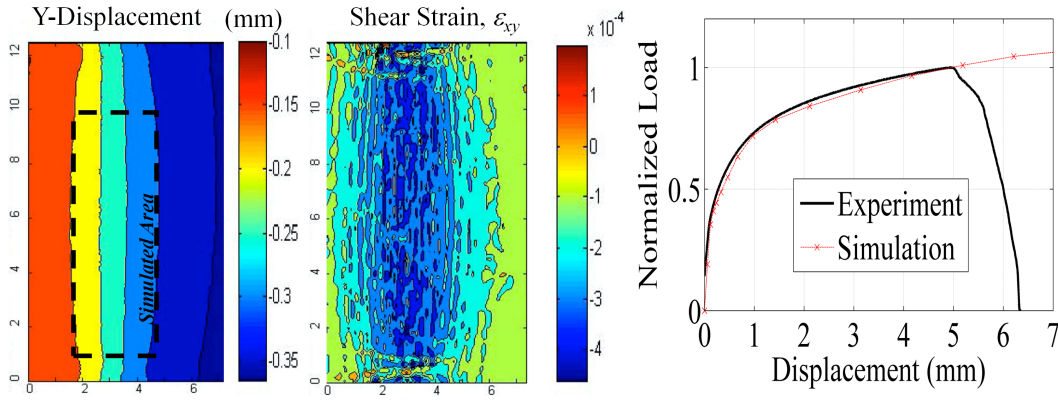 Y-Displacement (mm)
12
10
8
6
4
2
0
0 2 4 6
Simulated Area
-0.1
-0.15
-0.2
-0.25
-0.3
-0.35
Shear Strain, εxy
12
10
8
6
4
2
0
0 2 4 6
x 10-4
1
0
-1
-2
-3
-4
Normalized Load
1
0.5
0
0 1 2 3 4 5 6 7
Displacement (mm)
Experiment
Simulation